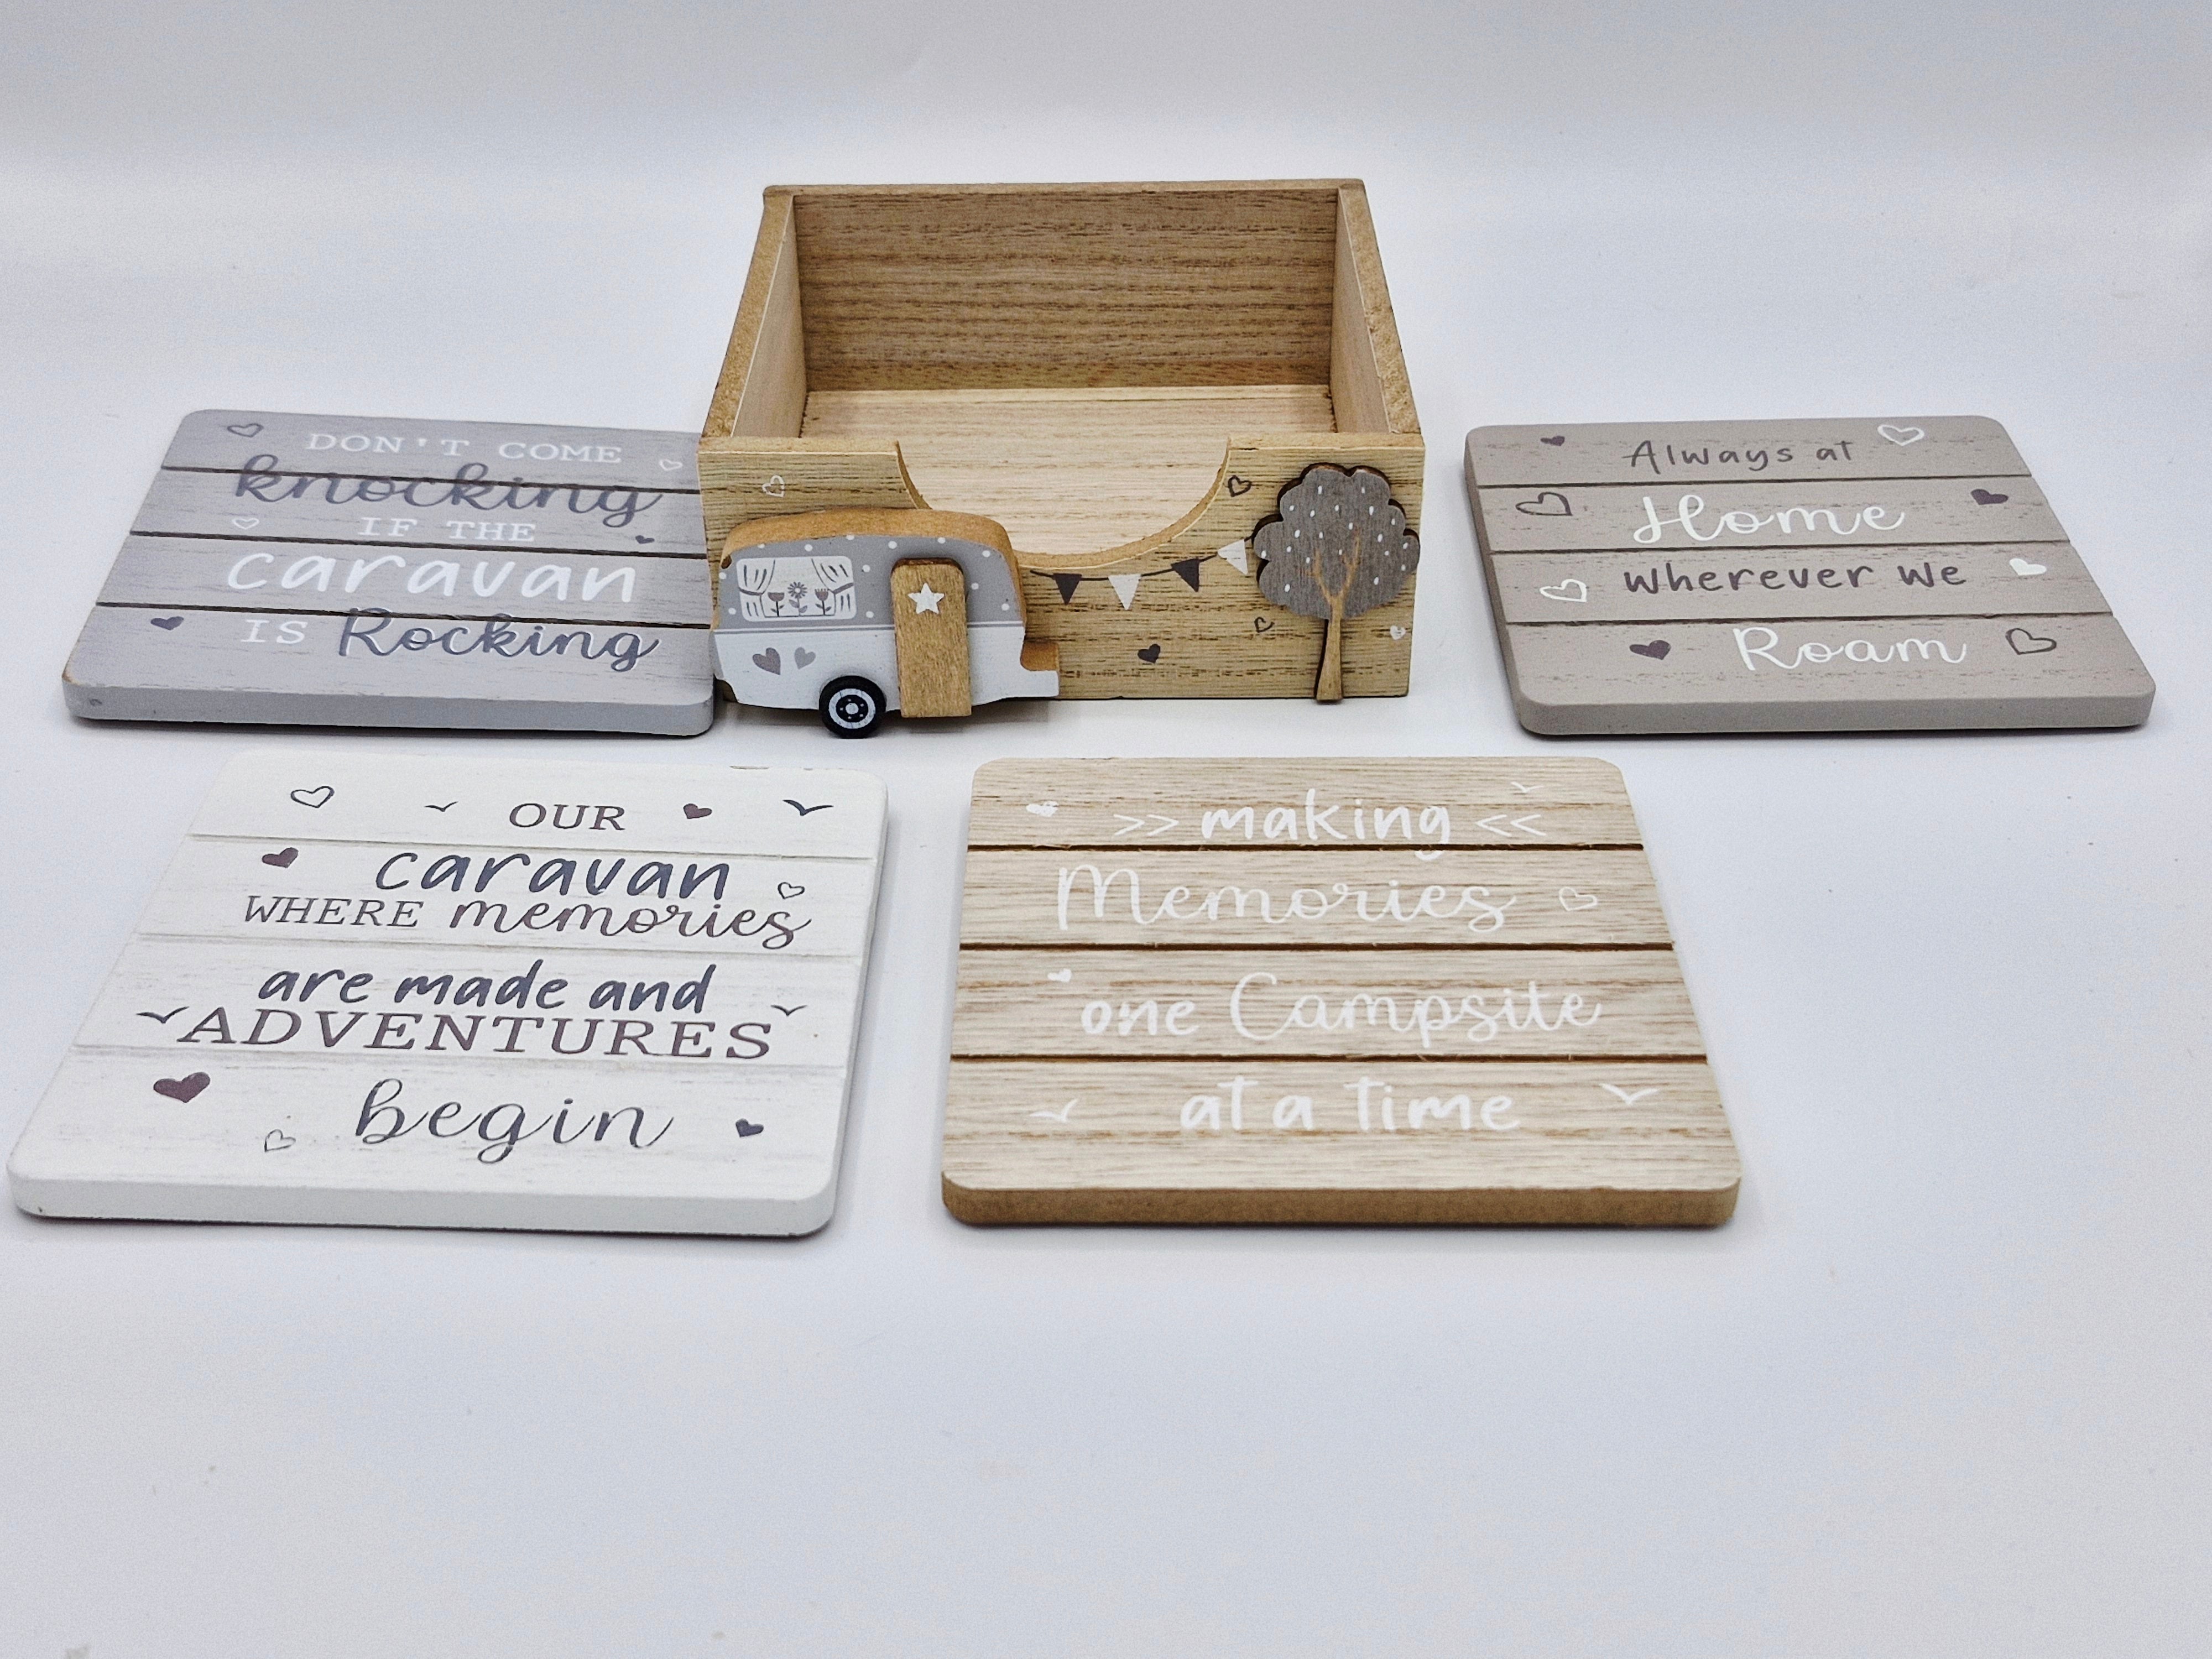 DON'T COME
knocking
IF THE
caravan
IS Rocking
Always at
Home
wherever we
Roam
OUR
caravan
WHERE memories
are made and
ADVENTURES
begin
>> making <<
Memories
one Campsite
at a time